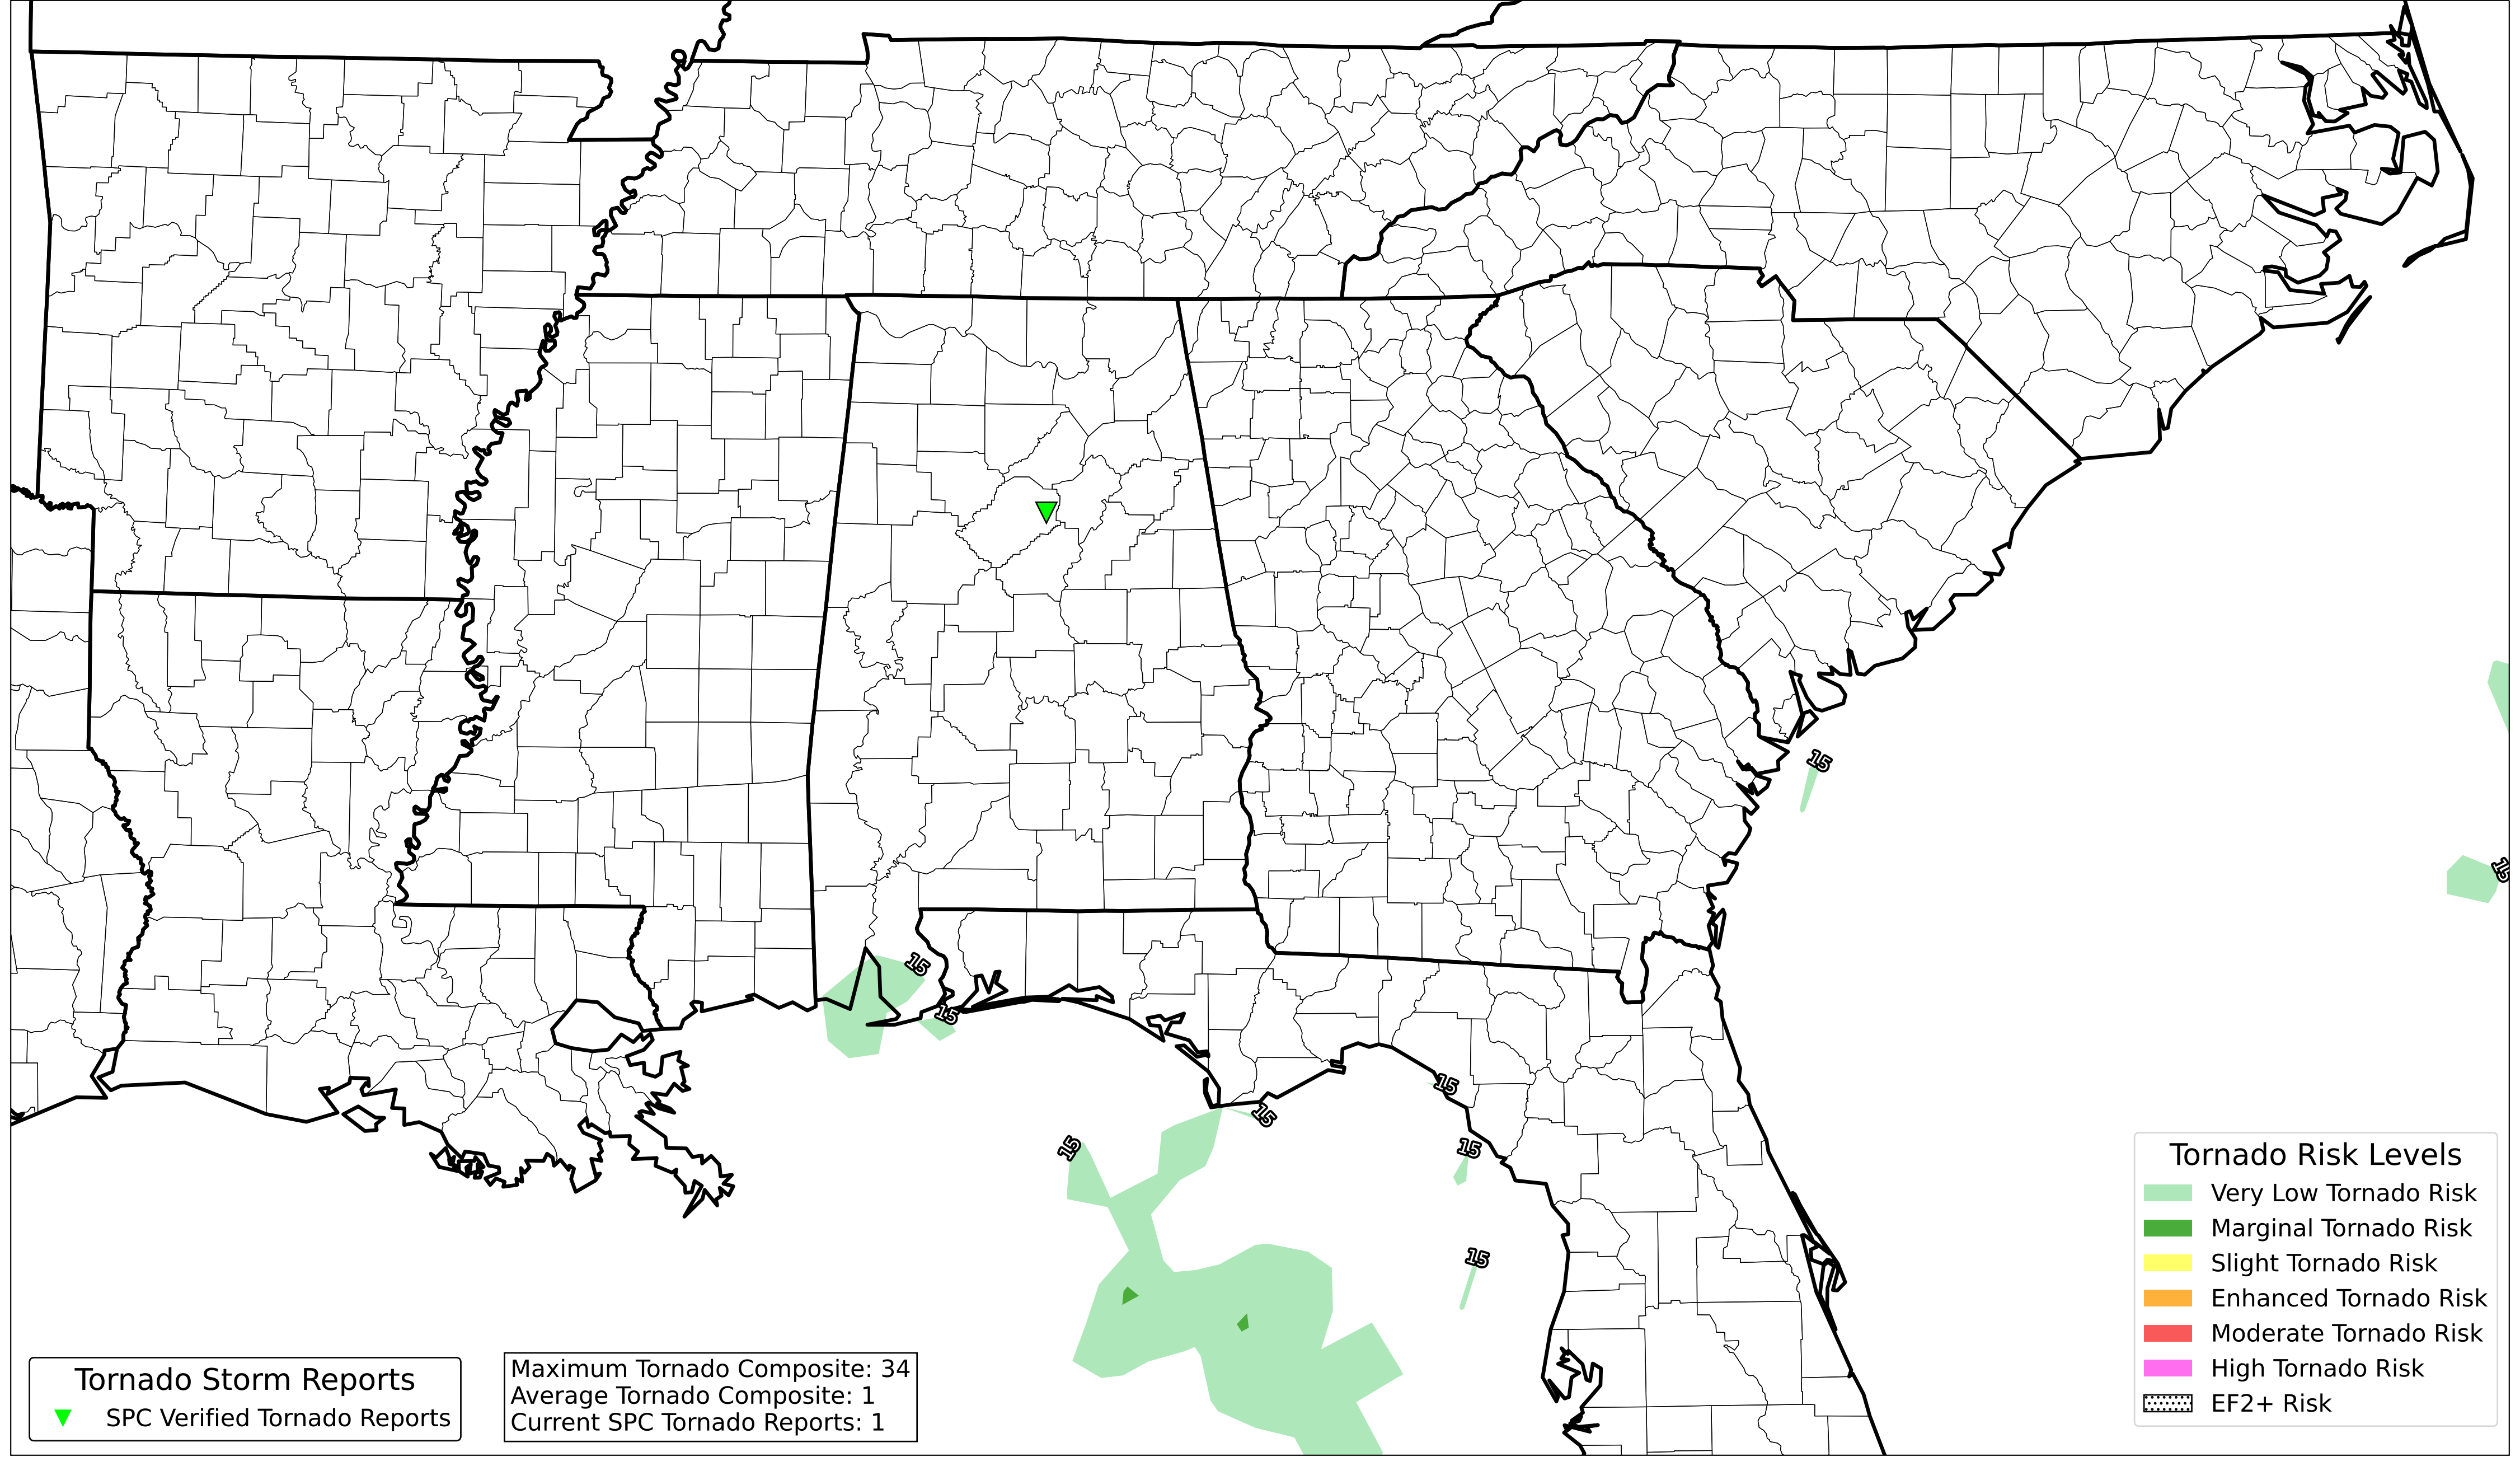 15
15
15
15
15
15
15
15
15
Tornado Risk Levels
Very Low Tornado Risk
Marginal Tornado Risk
Slight Tornado Risk
Enhanced Tornado Risk
Moderate Tornado Risk
High Tornado Risk
EF2+ Risk
Tornado Storm Reports
SPC Verified Tornado Reports
Maximum Tornado Composite: 34
Average Tornado Composite: 1
Current SPC Tornado Reports: 1